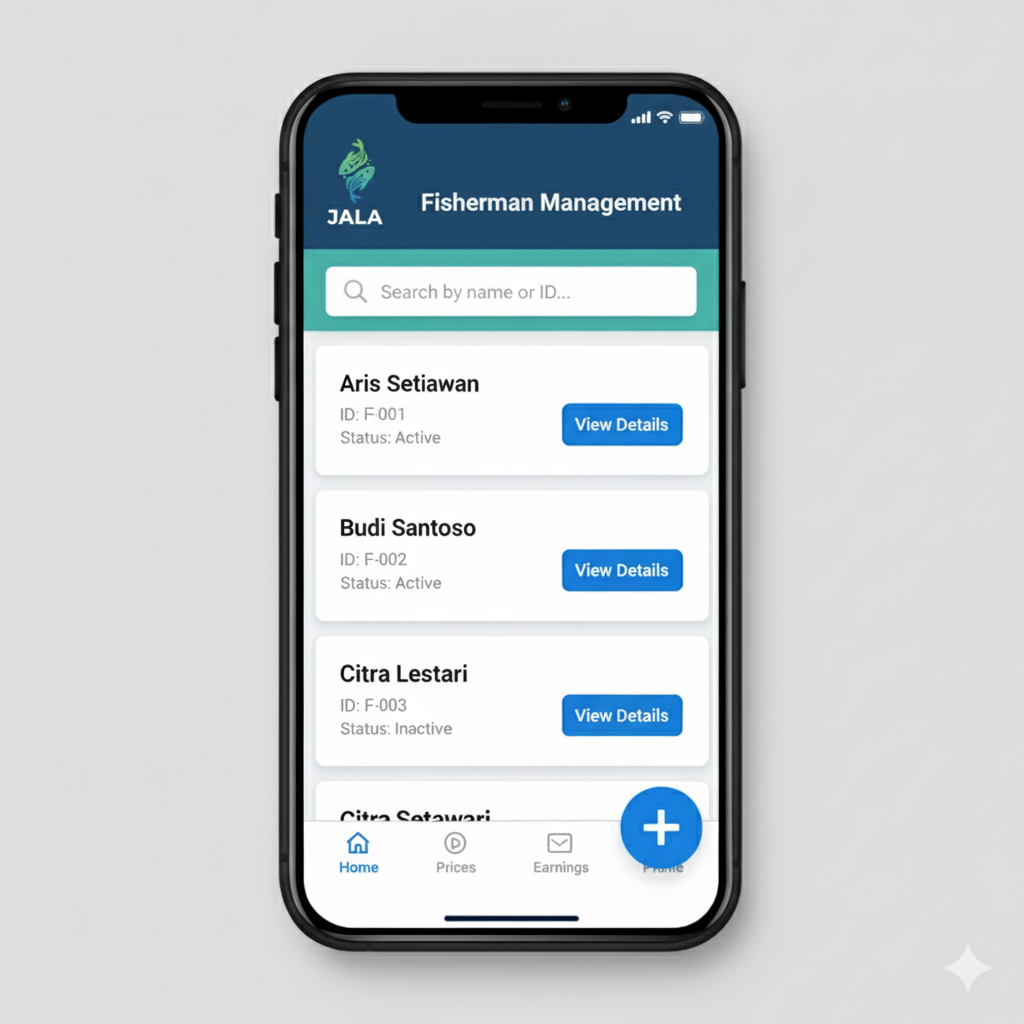 JALA
Fisherman Management
Search by name or ID...
Aris Setiawan
ID: F-001
Status: Active
View Details
Budi Santoso
ID: F-002
Status: Active
View Details
Citra Lestari
ID: F-003
Status: Inactive
View Details
Citra Setawari
Home
Prices
Earnings